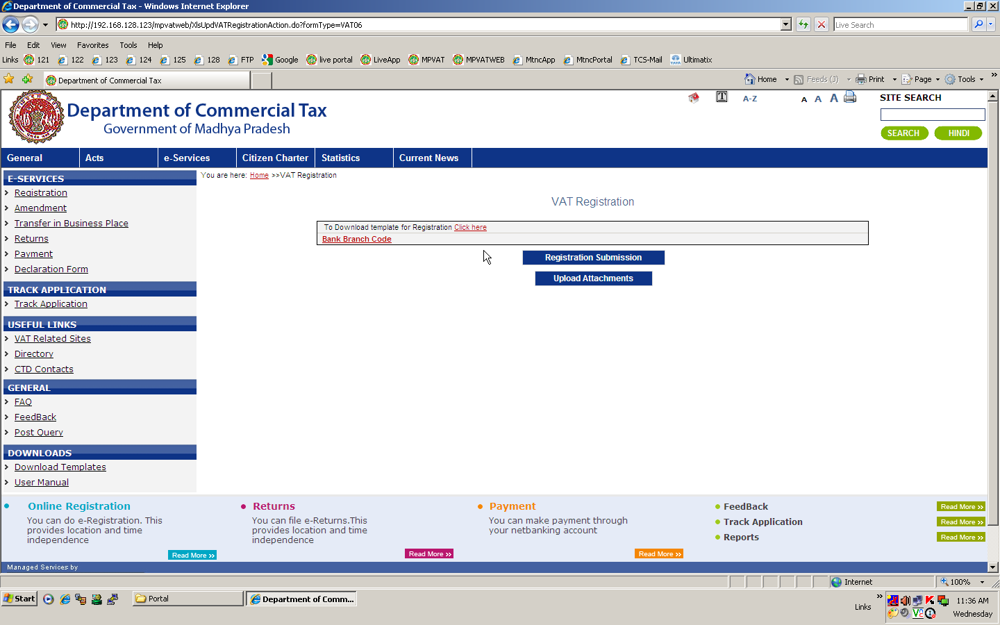 Department of Commercial Tax - Windows Internet Explorer
http://192.168.128.123/mpvatweb/XlsUpdVATRegistrationAction.do?formType=VAT06
Live Search
File Edit View Favorites Tools Help
Links 121 122 123 124 125 128 FTP Google live portal LiveApp MPVAT MPVATWEB MtncApp MtncPortal TCS-Mail Ultimatix
Department of Commercial Tax
Home Feeds (J) Print Page Tools
Department of Commercial Tax
Government of Madhya Pradesh
T A-Z A A A
SITE SEARCH
SEARCH HINDI
General Acts e-Services Citizen Charter Statistics Current News
You are here: Home >>VAT Registration
E-SERVICES
Registration
Amendment
Transfer in Business Place
Returns
Payment
Declaration Form
TRACK APPLICATION
Track Application
USEFUL LINKS
VAT Related Sites
Directory
CTD Contacts
GENERAL
FAQ
FeedBack
Post Query
DOWNLOADS
Download Templates
User Manual
VAT Registration
To Download template for Registration Click here
Bank Branch Code
Registration Submission
Upload Attachments
Online Registration
You can do e-Registration. This
provides location and time
independence
Read More >>
Returns
You can file e-Returns.This
provides location and time
independence
Read More >>
Payment
You can make payment through
your netbanking account
Read More >>
FeedBack Read More >>
Track Application Read More >>
Reports Read More >>
Managed Services by
Internet 100%
Start Portal Department of Comm... Links 11:36 AM
Wednesday